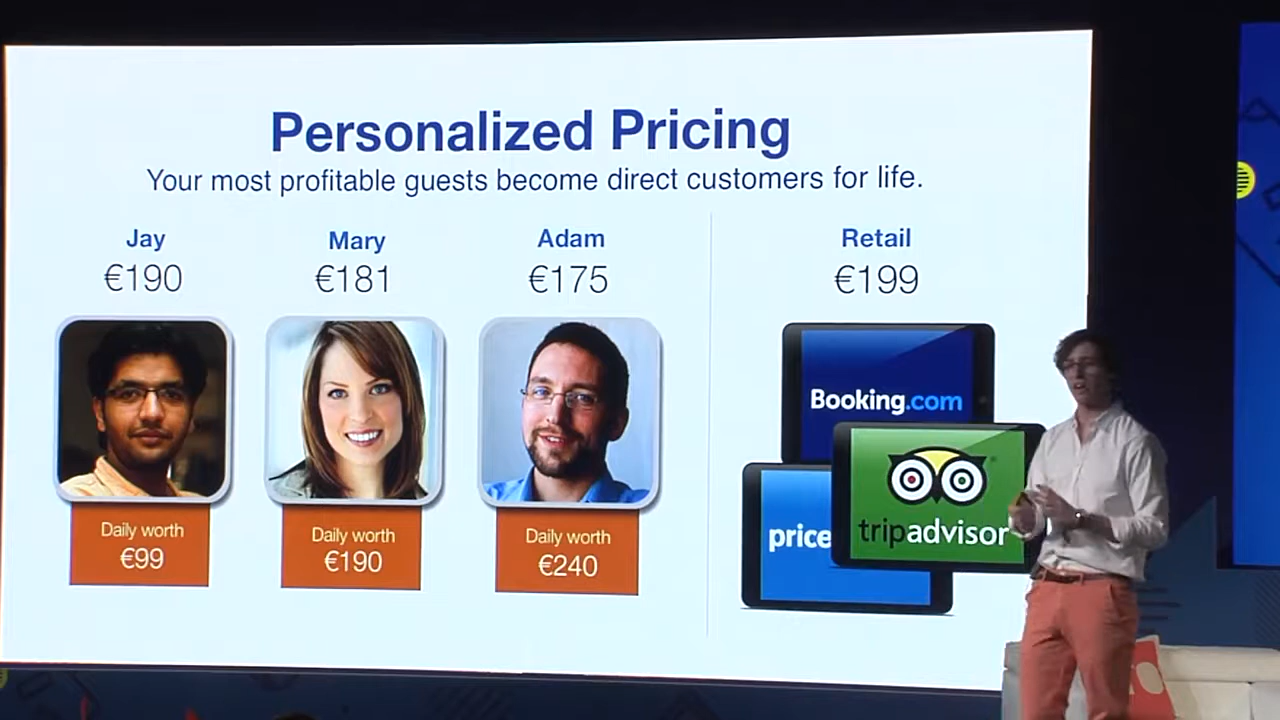 Personalized Pricing
Your most profitable guests become direct customers for life.
Jay
€190
Daily worth
€99
Mary
€181
Daily worth
€190
Adam
€175
Daily worth
€240
Retail
€199
Booking.com
price
tripadvisor